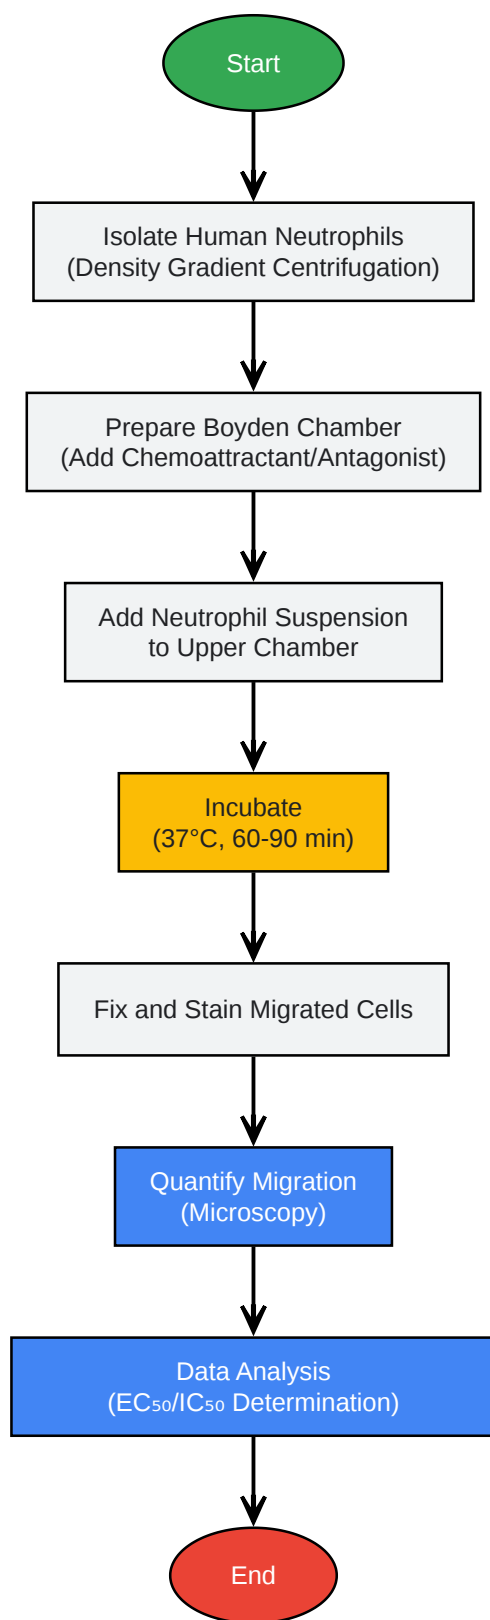 Start
Isolate Human Neutrophils
(Density Gradient Centrifugation)
Prepare Boyden Chamber
(Add Chemoattractant/Antagonist)
Add Neutrophil Suspension
to Upper Chamber
Incubate
(37°C, 60-90 min)
Fix and Stain Migrated Cells
Quantify Migration
(Microscopy)
Data Analysis
(EC₅₀/IC₅₀ Determination)
End